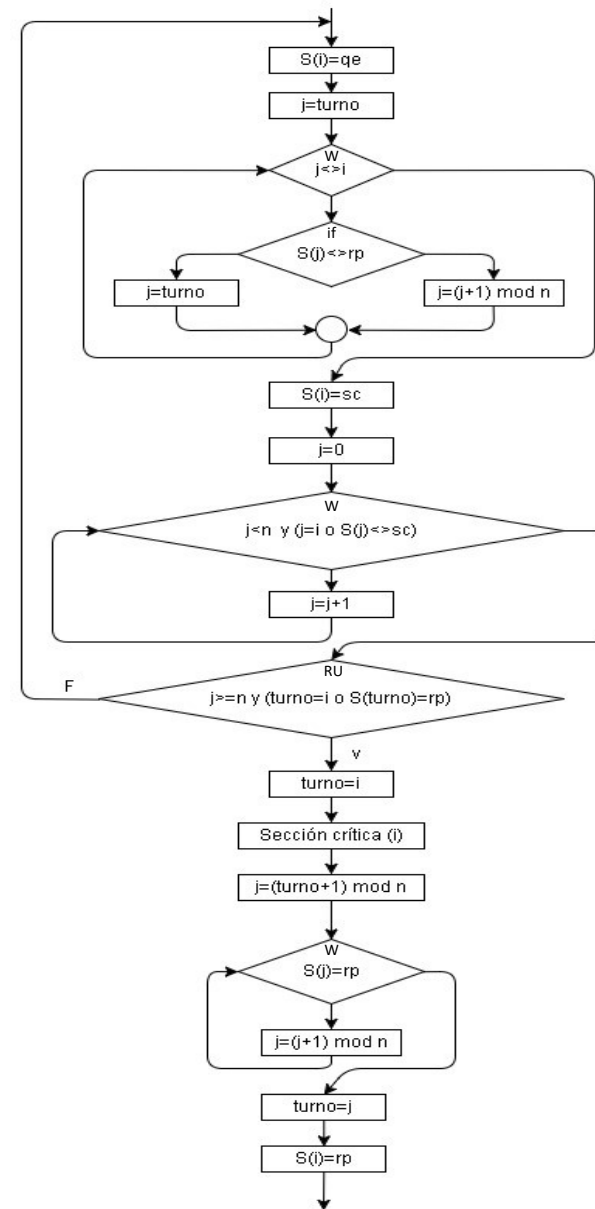 S(i)=qe
j=turno
W
j<>i
if
S(j)<>rp
j=turno
j=(j+1) mod n
S(i)=sc
j=0
W
j<n y (j=i o S(j)<>sc)
j=j+1
RU
F
j>=n y (turno=i o S(turno)=rp)
v
turno=i
Sección crítica (i)
j=(turno+1) mod n
W
S(j)=rp
j=(j+1) mod n
turno=j
S(i)=rp